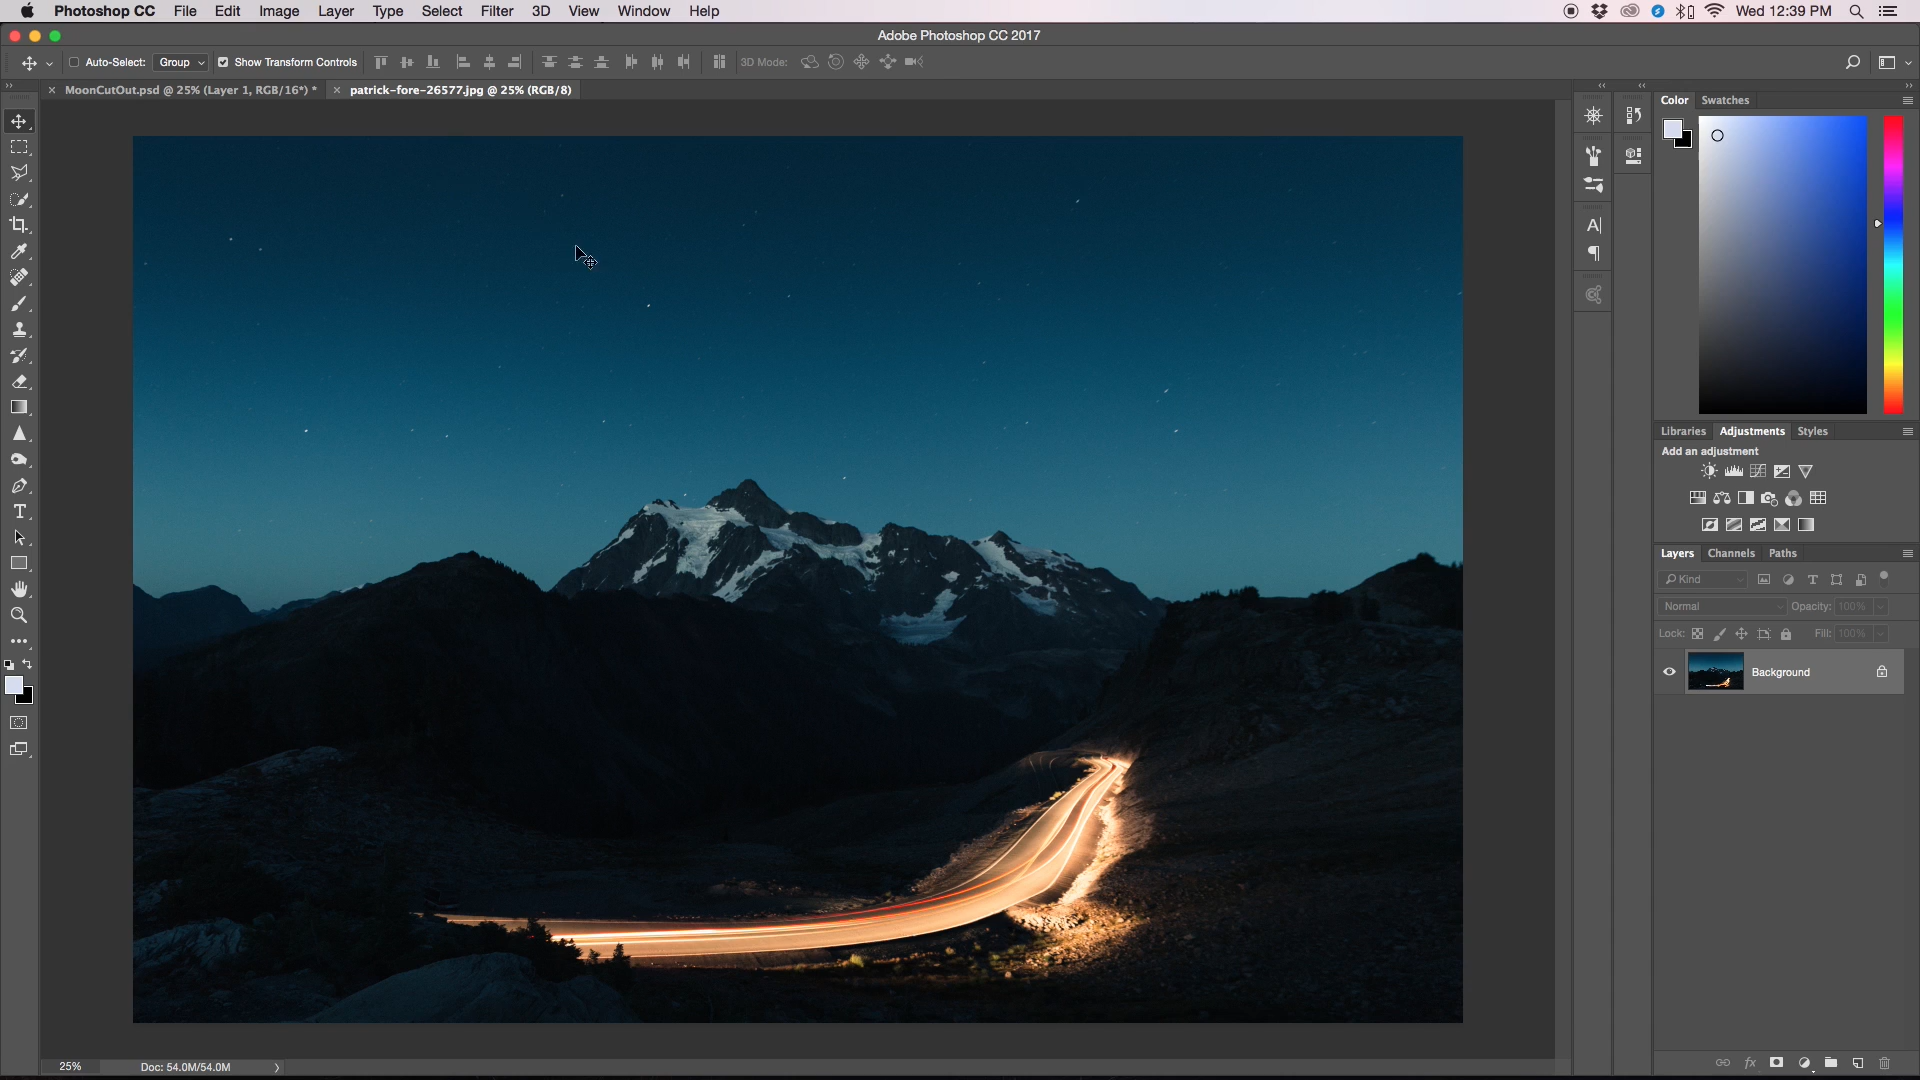 Photoshop CC File Edit Image Layer Type Select Filter 3D View Window Help Wed 12:39 PM
Adobe Photoshop CC 2017
Auto-Select: Group Show Transform Controls 3D Mode:
MoonCutOut.psd @ 25% (Layer 1, RGB/16*) * patrick-fore-26577.jpg @ 25% (RGB/8)
Color Swatches
Libraries Adjustments Styles
Add an adjustment
Layers Channels Paths
Kind
Normal Opacity: 100%
Lock: Fill: 100%
Background
25% Doc: 54.0M/54.0M